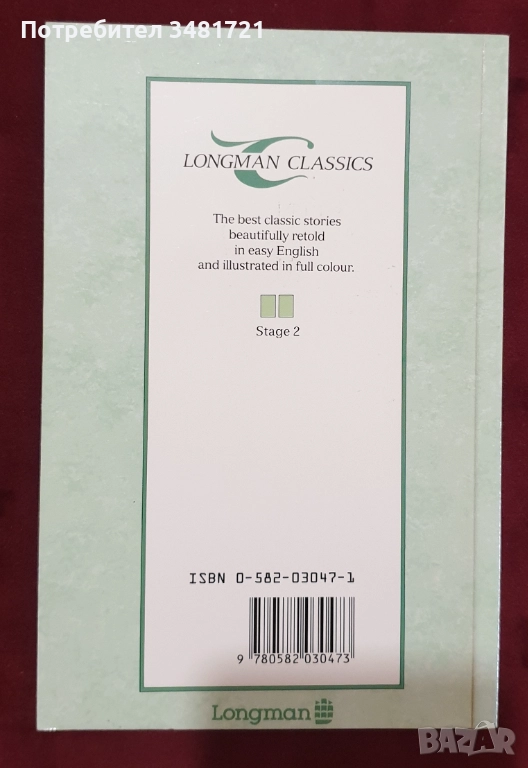 Потребител 3481721
LONGMAN CLASSICS
The best classic stories
beautifully retold
in easy English
and illustrated in full colour.
Stage 2
ISBN 0-582-03047-1
9 780582 030473
Longman
BAZAR